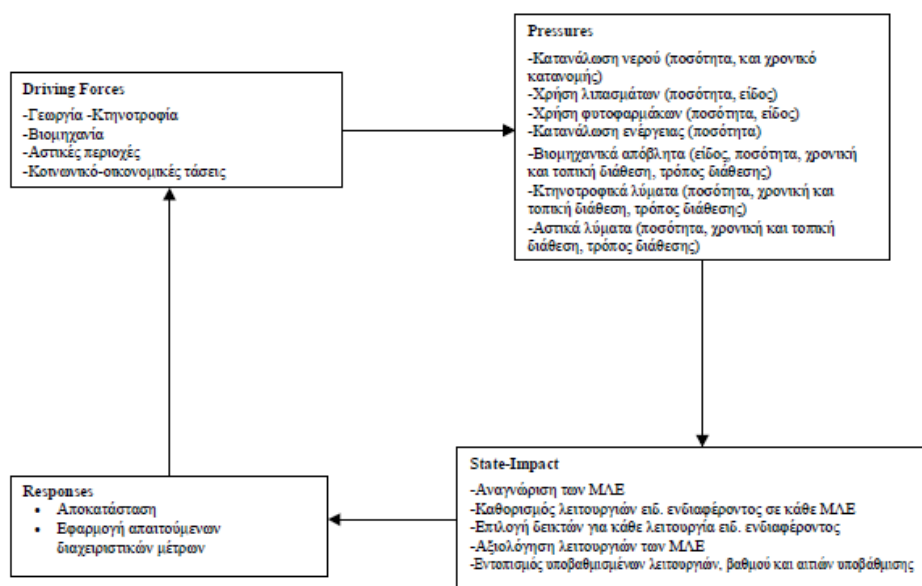 Driving Forces
-Γεωργία -Κτηνοτροφία
-Βιομηχανία
-Αστικές περιοχές
-Κοινωνικό-οικονομικές τάσεις
Pressures
-Κατανάλωση νερού (ποσότητα, και χρονικό
κατανομής)
-Χρήση λιπασμάτων (ποσότητα, είδος)
-Χρήση φυτοφαρμάκων (ποσότητα, είδος)
-Κατανάλωση ενέργειας (ποσότητα)
-Βιομηχανικά απόβλητα (είδος, ποσότητα, χρονική
και τοπική διάθεση, τρόπος διάθεσης)
-Κτηνοτροφικά λύματα (ποσότητα, χρονική και
τοπική διάθεση, τρόπος διάθεσης)
-Αστικά λύματα (ποσότητα, χρονική και τοπική
διάθεση, τρόπος διάθεσης)
State-Impact
-Αναγνώριση των ΜΛΕ
-Καθορισμός λειτουργιών ειδ. ενδιαφέροντος σε κάθε ΜΛΕ
-Επιλογή δεικτών για κάθε λειτουργία ειδ. ενδιαφέροντος
-Αξιολόγηση λειτουργιών των ΜΛΕ
-Εντοπισμός υποβαθμισμένων λειτουργιών, βαθμού και αιτιών υποβάθμισης
Responses
• Αποκατάσταση
• Εφαρμογή απαιτούμενων
διαχειριστικών μέτρων